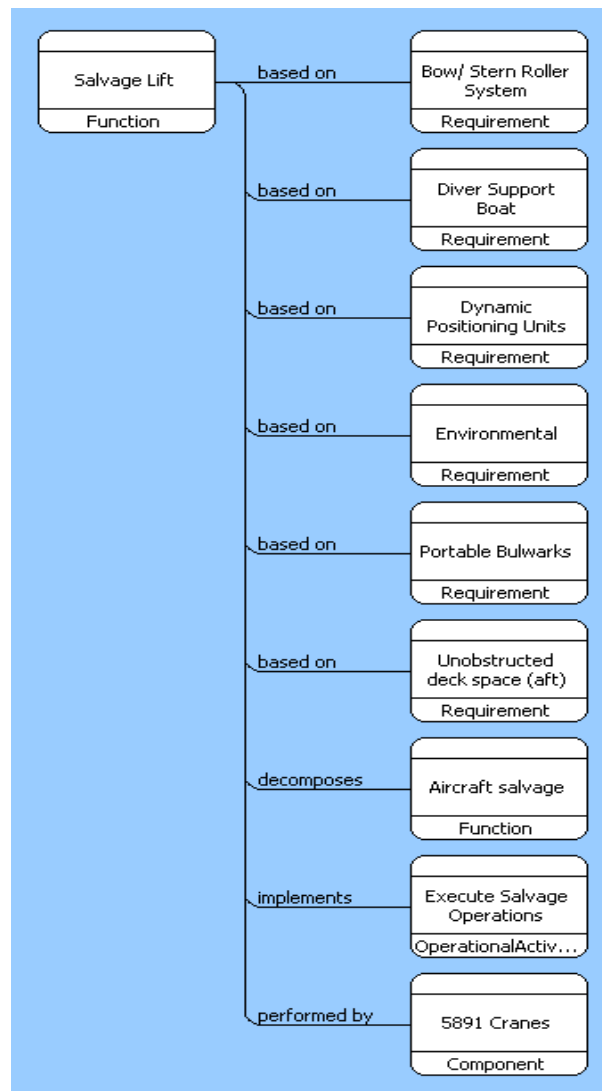 Salvage Lift
Function
based on
Bow/ Stern Roller
System
Requirement
based on
Diver Support
Boat
Requirement
based on
Dynamic
Positioning Units
Requirement
based on
Environmental
Requirement
based on
Portable Bulwarks
Requirement
based on
Unobstructed
deck space (aft)
Requirement
decomposes
Aircraft salvage
Function
implements
Execute Salvage
Operations
OperationalActiv...
performed by
5891 Cranes
Component